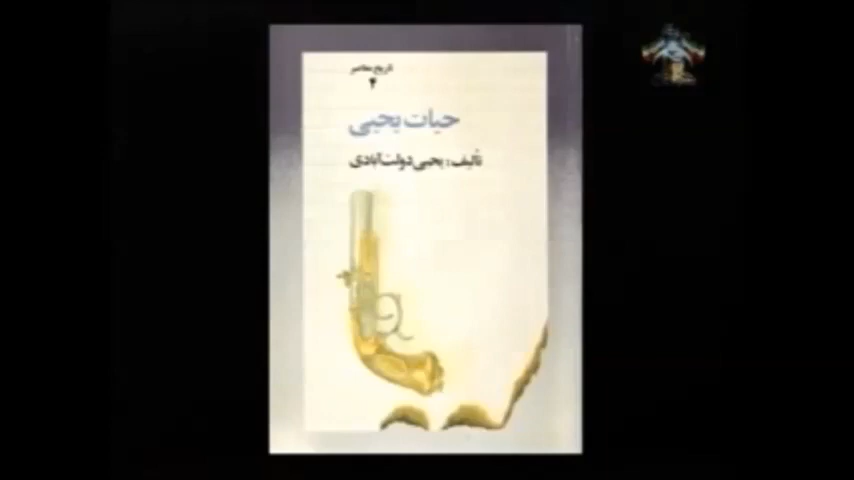 تاریخ معاصر
۴
حیات یحیی
تألیف: یحیی دولت‌آبادی